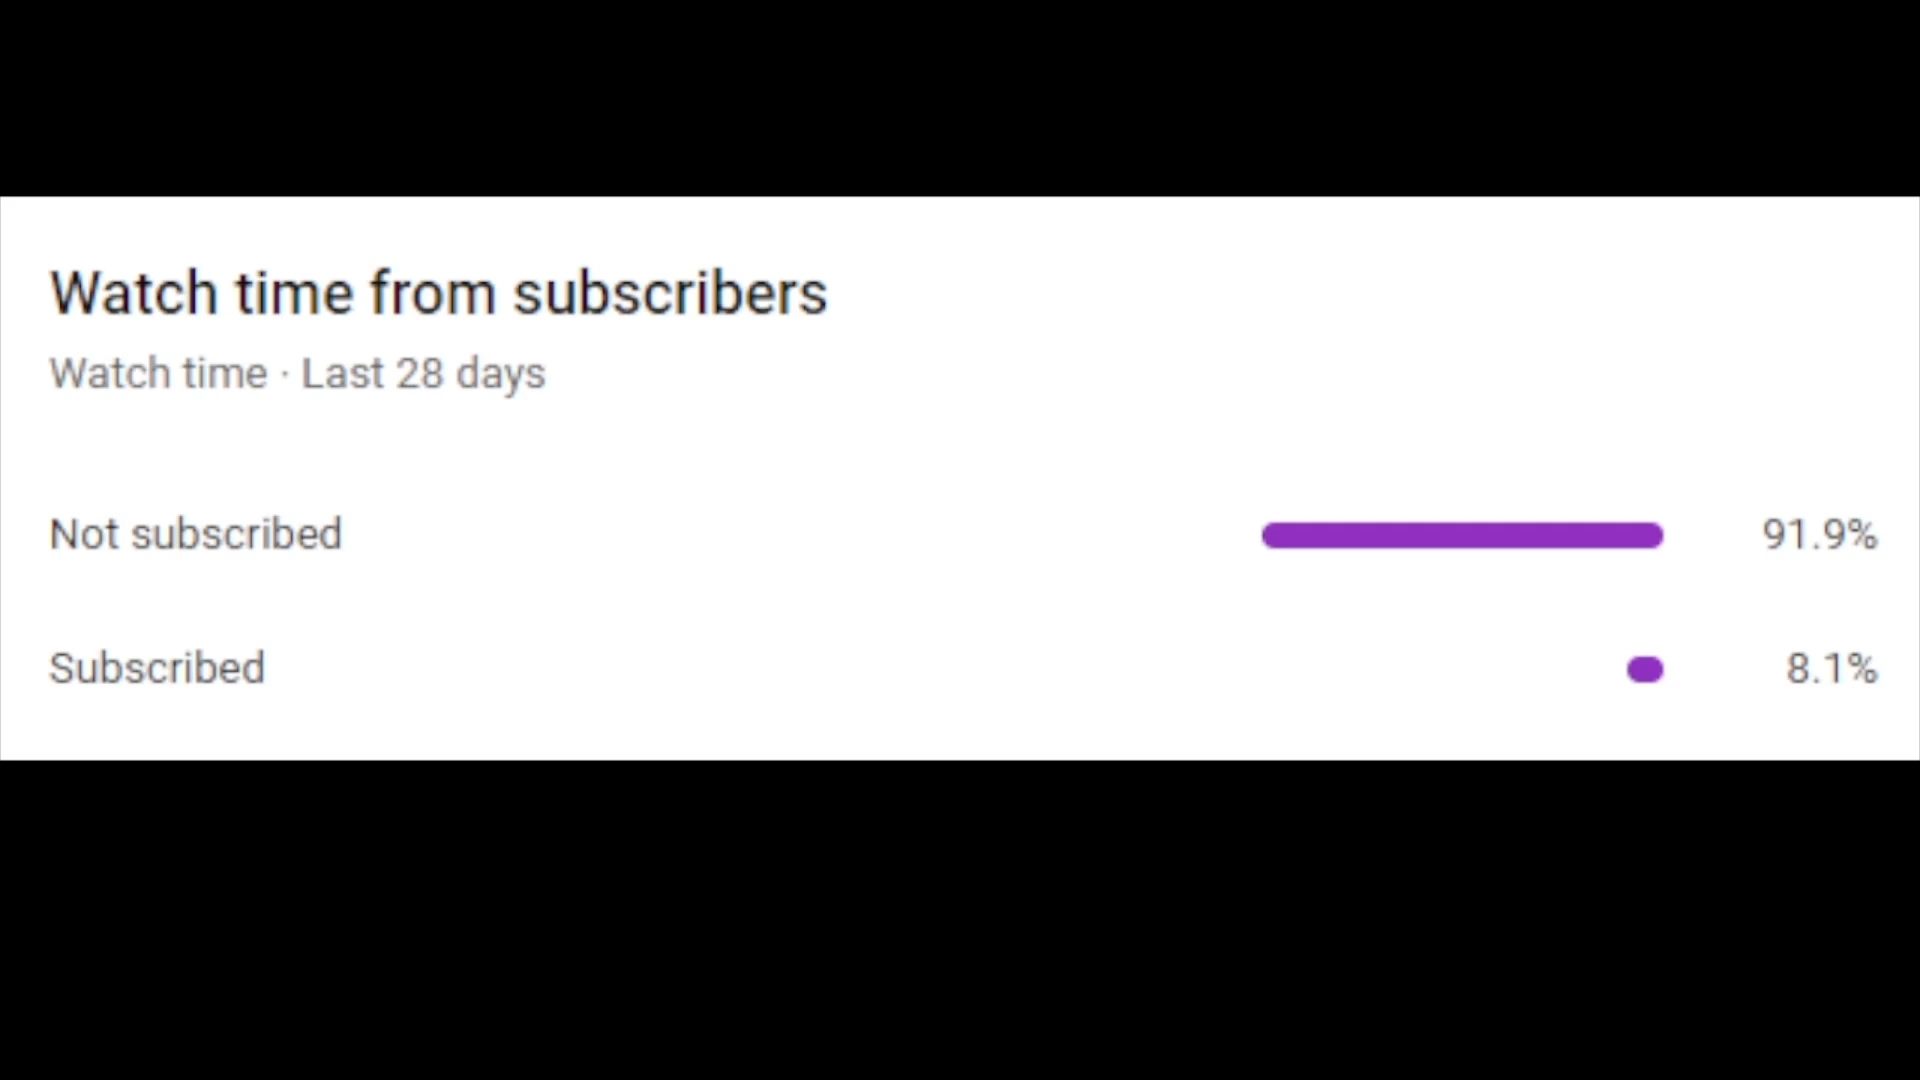 Watch time from subscribers
Watch time · Last 28 days
Not subscribed 91.9%
Subscribed 8.1%